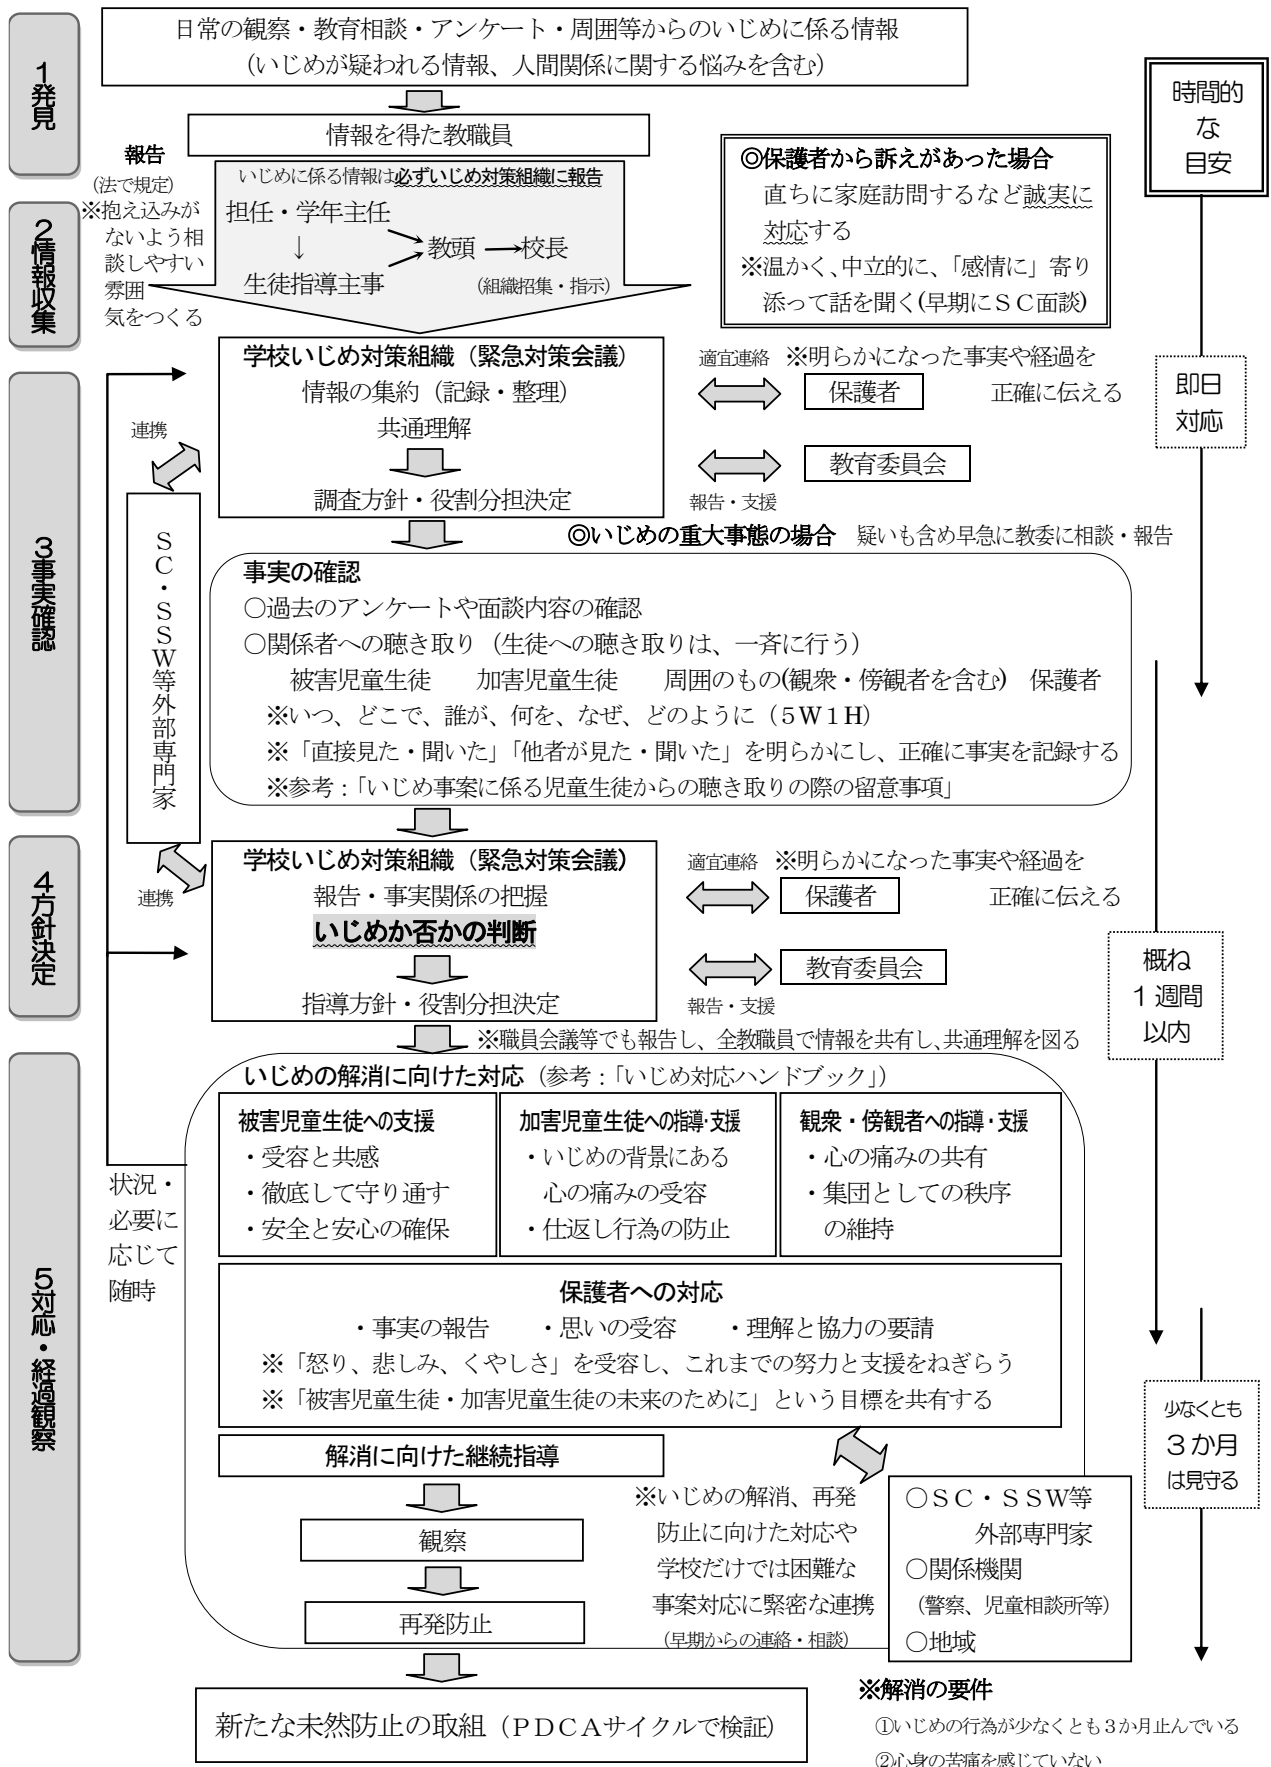 日常の観察・教育相談・アンケート・周囲等からのいじめに係る情報
（いじめが疑われる情報、人間関係に関する悩みを含む）
１発見
情報を得た教職員
報告
（法で規定）
※抱え込みが
ないよう相
談しやすい
雰囲
気をつくる
いじめに係る情報は必ずいじめ対策組織に報告
担任・学年主任
↓
教頭
校長
生徒指導主事
（組織招集・指示）
２情報収集
◎保護者から訴えがあった場合
直ちに家庭訪問するなど誠実に
対応する
※温かく、中立的に、「感情に」寄り
添って話を聞く(早期にＳＣ面談)
時間的
な
目安
即日
対応
３事実確認
学校いじめ対策組織（緊急対策会議）
情報の集約（記録・整理）
共通理解
調査方針・役割分担決定
適宜連絡
※明らかになった事実や経過を
正確に伝える
保護者
教育委員会
報告・支援
連携
ＳＣ・ＳＳＷ等外部専門家
連携
◎いじめの重大事態の場合　疑いも含め早急に教委に相談・報告
事実の確認
○過去のアンケートや面談内容の確認
○関係者への聴き取り（生徒への聴き取りは、一斉に行う）
被害児童生徒　加害児童生徒　周囲のもの(観衆・傍観者を含む)　保護者
※いつ、どこで、誰が、何を、なぜ、どのように（５Ｗ１Ｈ）
※「直接見た・聞いた」「他者が見た・聞いた」を明らかにし、正確に事実を記録する
※参考：「いじめ事案に係る児童生徒からの聴き取りの際の留意事項」
４方針決定
学校いじめ対策組織（緊急対策会議）
報告・事実関係の把握
いじめか否かの判断
指導方針・役割分担決定
適宜連絡
※明らかになった事実や経過を
正確に伝える
保護者
教育委員会
報告・支援
概ね
１週間
以内
※職員会議等でも報告し、全教職員で情報を共有し、共通理解を図る
５対応・経過観察
いじめの解消に向けた対応（参考：「いじめ対応ハンドブック」）
被害児童生徒への支援
・受容と共感
・徹底して守り通す
・安全と安心の確保
加害児童生徒への指導・支援
・いじめの背景にある
心の痛みの受容
・仕返し行為の防止
観衆・傍観者への指導・支援
・心の痛みの共有
・集団としての秩序
の維持
状況・
必要に
応じて
随時
保護者への対応
・事実の報告　・思いの受容　・理解と協力の要請
※「怒り、悲しみ、くやしさ」を受容し、これまでの努力と支援をねぎらう
※「被害児童生徒・加害児童生徒の未来のために」という目標を共有する
少なくとも
３か月
は見守る
解消に向けた継続指導
観察
再発防止
※いじめの解消、再発
防止に向けた対応や
学校だけでは困難な
事案対応に緊密な連携
（早期からの連絡・相談）
○ＳＣ・ＳＳＷ等
外部専門家
○関係機関
（警察、児童相談所等）
○地域
新たな未然防止の取組（ＰＤＣＡサイクルで検証）
※解消の要件
①いじめの行為が少なくとも３か月止んでいる
②心身の苦痛を感じていない